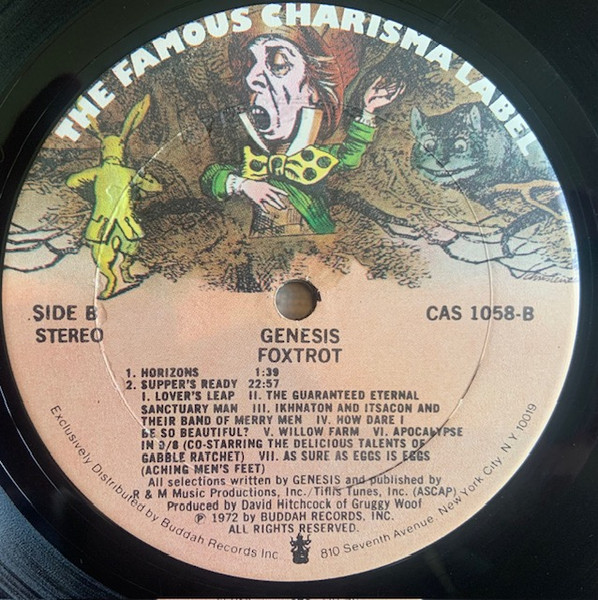 THE FAMOUS CHARISMA LABEL
SIDE B
STEREO
CAS 1058-B
GENESIS
FOXTROT
1. HORIZONS 1:39
2. SUPPER'S READY 22:57
I. LOVER'S LEAP II. THE GUARANTEED ETERNAL
SANCTUARY MAN III. IKHNATON AND ITSACON AND
THEIR BAND OF MERRY MEN IV. HOW DARE I
BE SO BEAUTIFUL? V. WILLOW FARM VI. APOCALYPSE
IN 9/8 (CO-STARRING THE DELICIOUS TALENTS OF
GABBLE RATCHET) VII. AS SURE AS EGGS IS EGGS
(ACHING MEN'S FEET)
All selections written by GENESIS and published by
R & M Music Productions, Inc./Tiflis Tunes, Inc. (ASCAP)
Produced by David Hitchcock of Gruggy Woof
℗ 1972 by BUDDAH RECORDS, INC.
ALL RIGHTS RESERVED.
Exclusively Distributed by Buddah Records Inc. 810 Seventh Avenue, New York City, N.Y. 10019